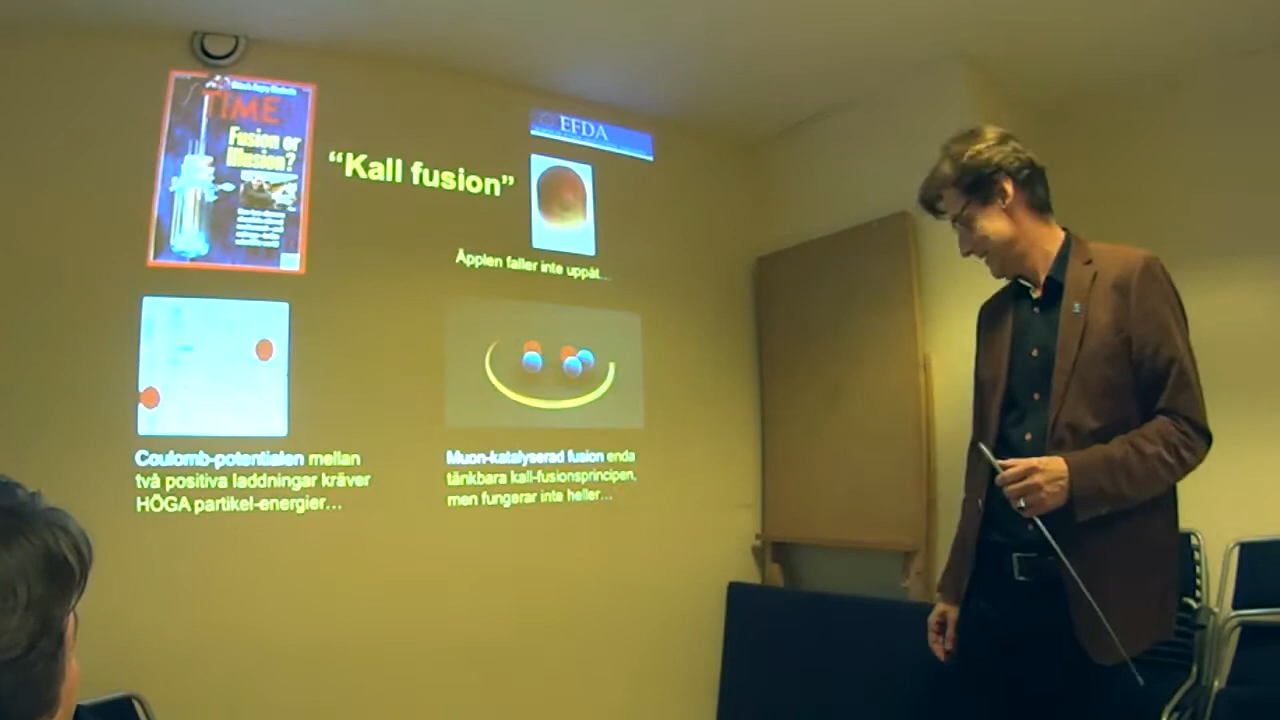 TIME
Fusion or
Illusion?
"Kall fusion"
EFDA
Äpplen faller inte uppåt...
Coulomb-potentialen mellan
två positiva laddningar kräver
HÖGA partikel-energier...
Muon-katalyserad fusion enda
tänkbara kall-fusionsprincipen,
men fungerar inte heller...